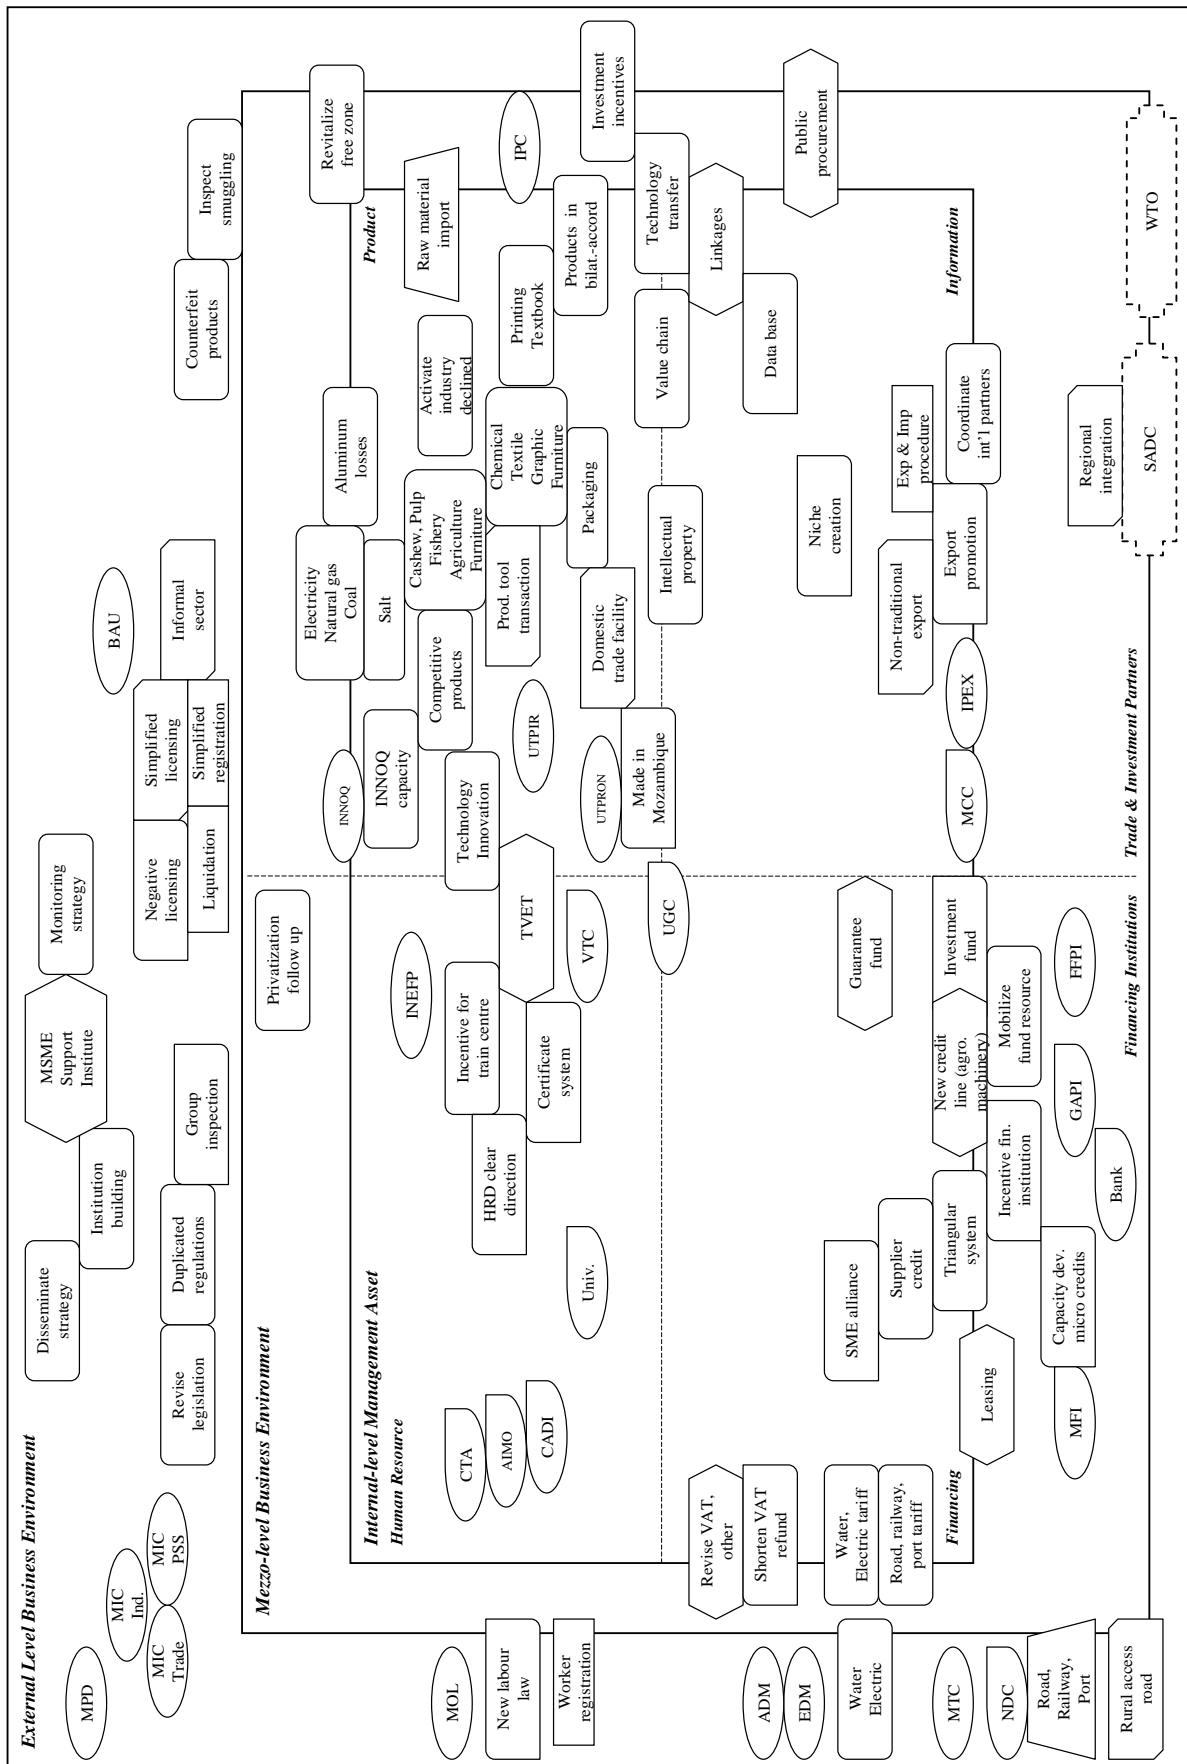 External Level Business Environment
MPD
MIC
Ind.
MIC
Trade
MIC
PSS
Disseminate
strategy
Institution
building
MSME
Support
Institute
Monitoring
strategy
Revise
legislation
Duplicated
regulations
Group
inspection
Negative
licensing
Liquidation
Simplified
licensing
Simplified
registration
BAU
Informal
sector
Counterfeit
products
Inspect
smuggling
Mezzo-level Business Environment
Privatization
follow up
Revitalize
free zone
Internal-level Management Asset
Human Resource
Product
INNOQ
INNOQ
capacity
Electricity
Natural gas
Coal
Salt
Aluminum
losses
Raw material
import
IPC
MOL
New labour
law
Worker
registration
CTA
AIMO
CADI
INEFP
HRD clear
direction
Incentive for
train centre
Certificate
system
TVET
Technology
Innovation
Univ.
VTC
Competitive
products
Cashew, Pulp
Fishery
Agriculture
Furniture
Activate
industry
declined
UTPIR
Prod. tool
transaction
Chemical
Textile
Graphic
Furniture
Printing
Textbook
Products in
bilat.-accord
Investment
incentives
UTPRON
Made in
Mozambique
Domestic
trade facility
Packaging
UGC
Intellectual
property
Value chain
Technology
transfer
Linkages
Data base
Public
procurement
ADM
EDM
Water
Electric
Revise VAT,
other
Shorten VAT
refund
Water,
Electric tariff
Road, railway,
port tariff
SME alliance
Supplier
credit
Triangular
system
Guarantee
fund
Niche
creation
Non-traditional
export
Exp & Imp
procedure
MTC
NDC
Road,
Railway,
Port
Rural access
road
Financing
Leasing
New credit
line (agro.
machinery)
Investment
fund
MCC
IPEX
Export
promotion
Coordinate
int'l partners
Information
Incentive fin.
institution
Mobilize
fund resource
MFI
Capacity dev.
micro credits
GAPI
FFPI
Bank
Regional
integration
Financing Institutions
Trade & Investment Partners
SADC
WTO